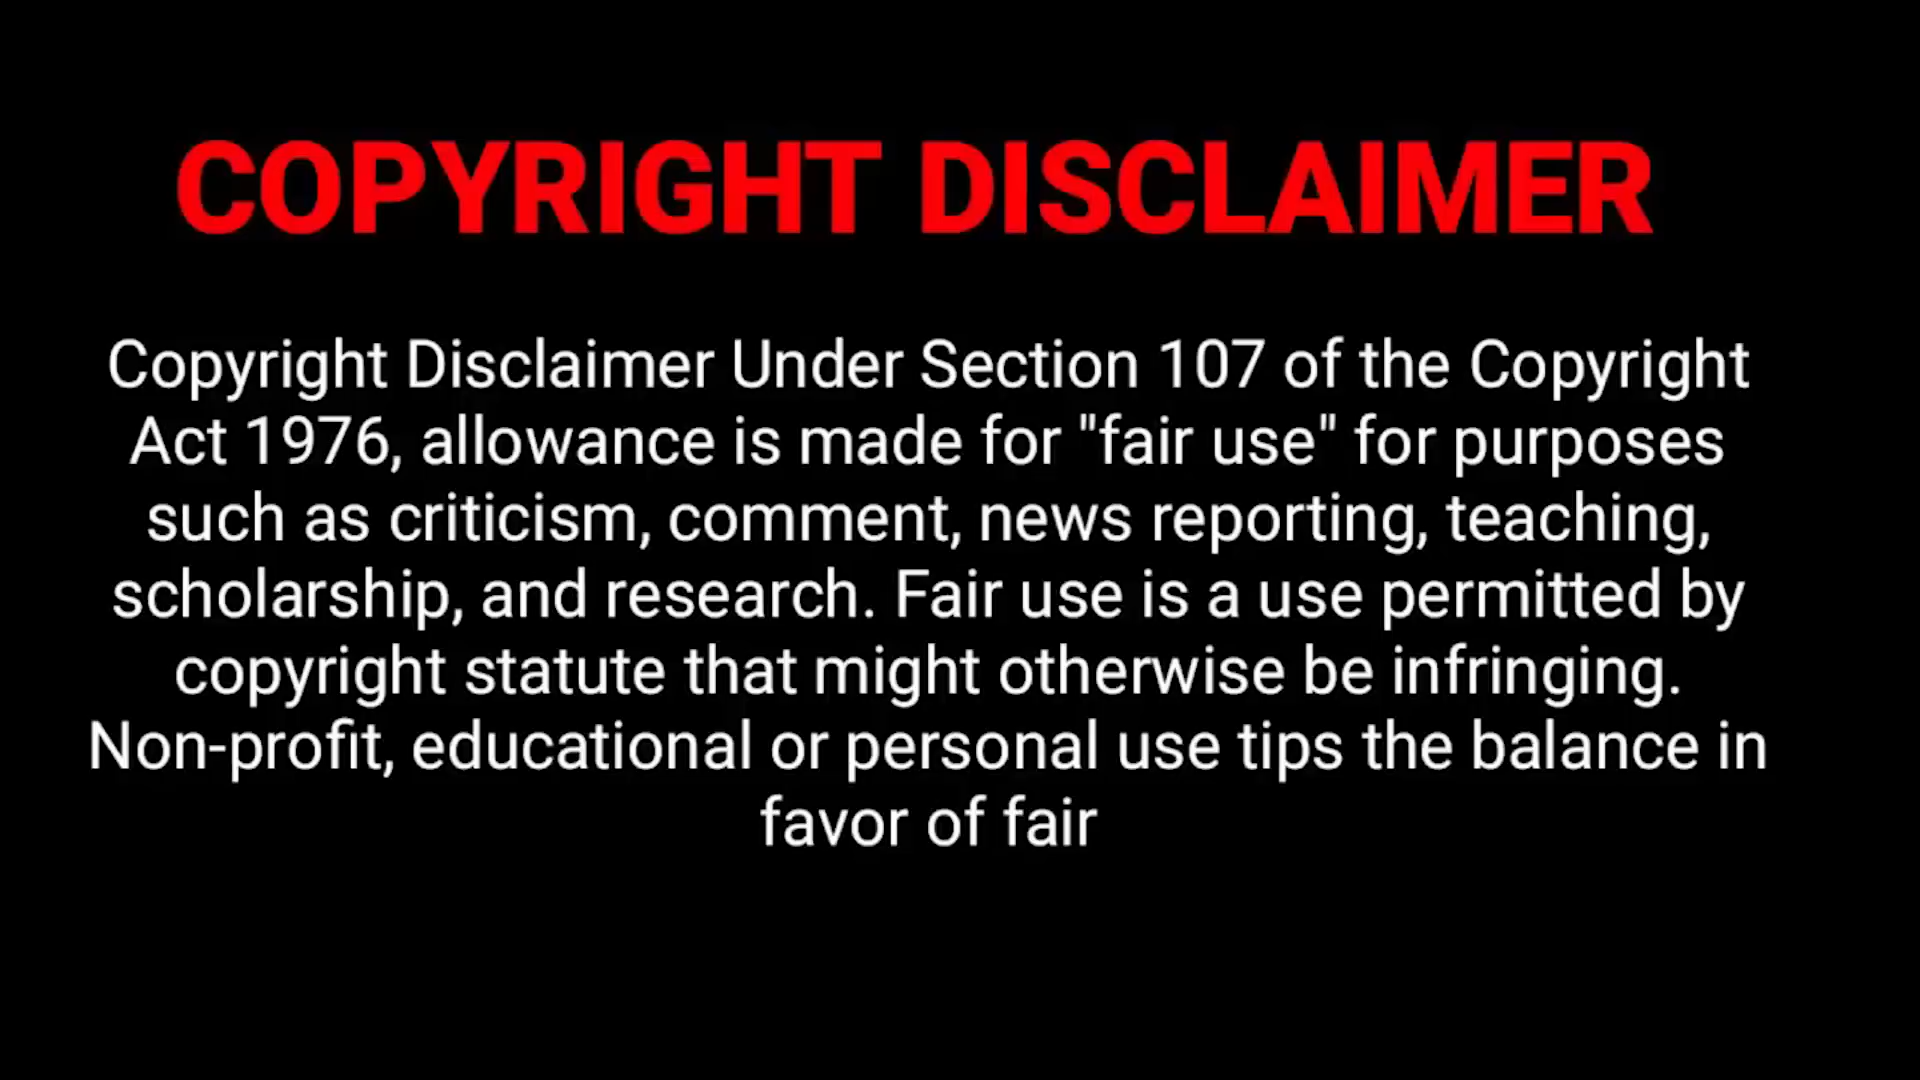 COPYRIGHT DISCLAIMER
Copyright Disclaimer Under Section 107 of the Copyright
Act 1976, allowance is made for "fair use" for purposes
such as criticism, comment, news reporting, teaching,
scholarship, and research. Fair use is a use permitted by
copyright statute that might otherwise be infringing.
Non-profit, educational or personal use tips the balance in
favor of fair